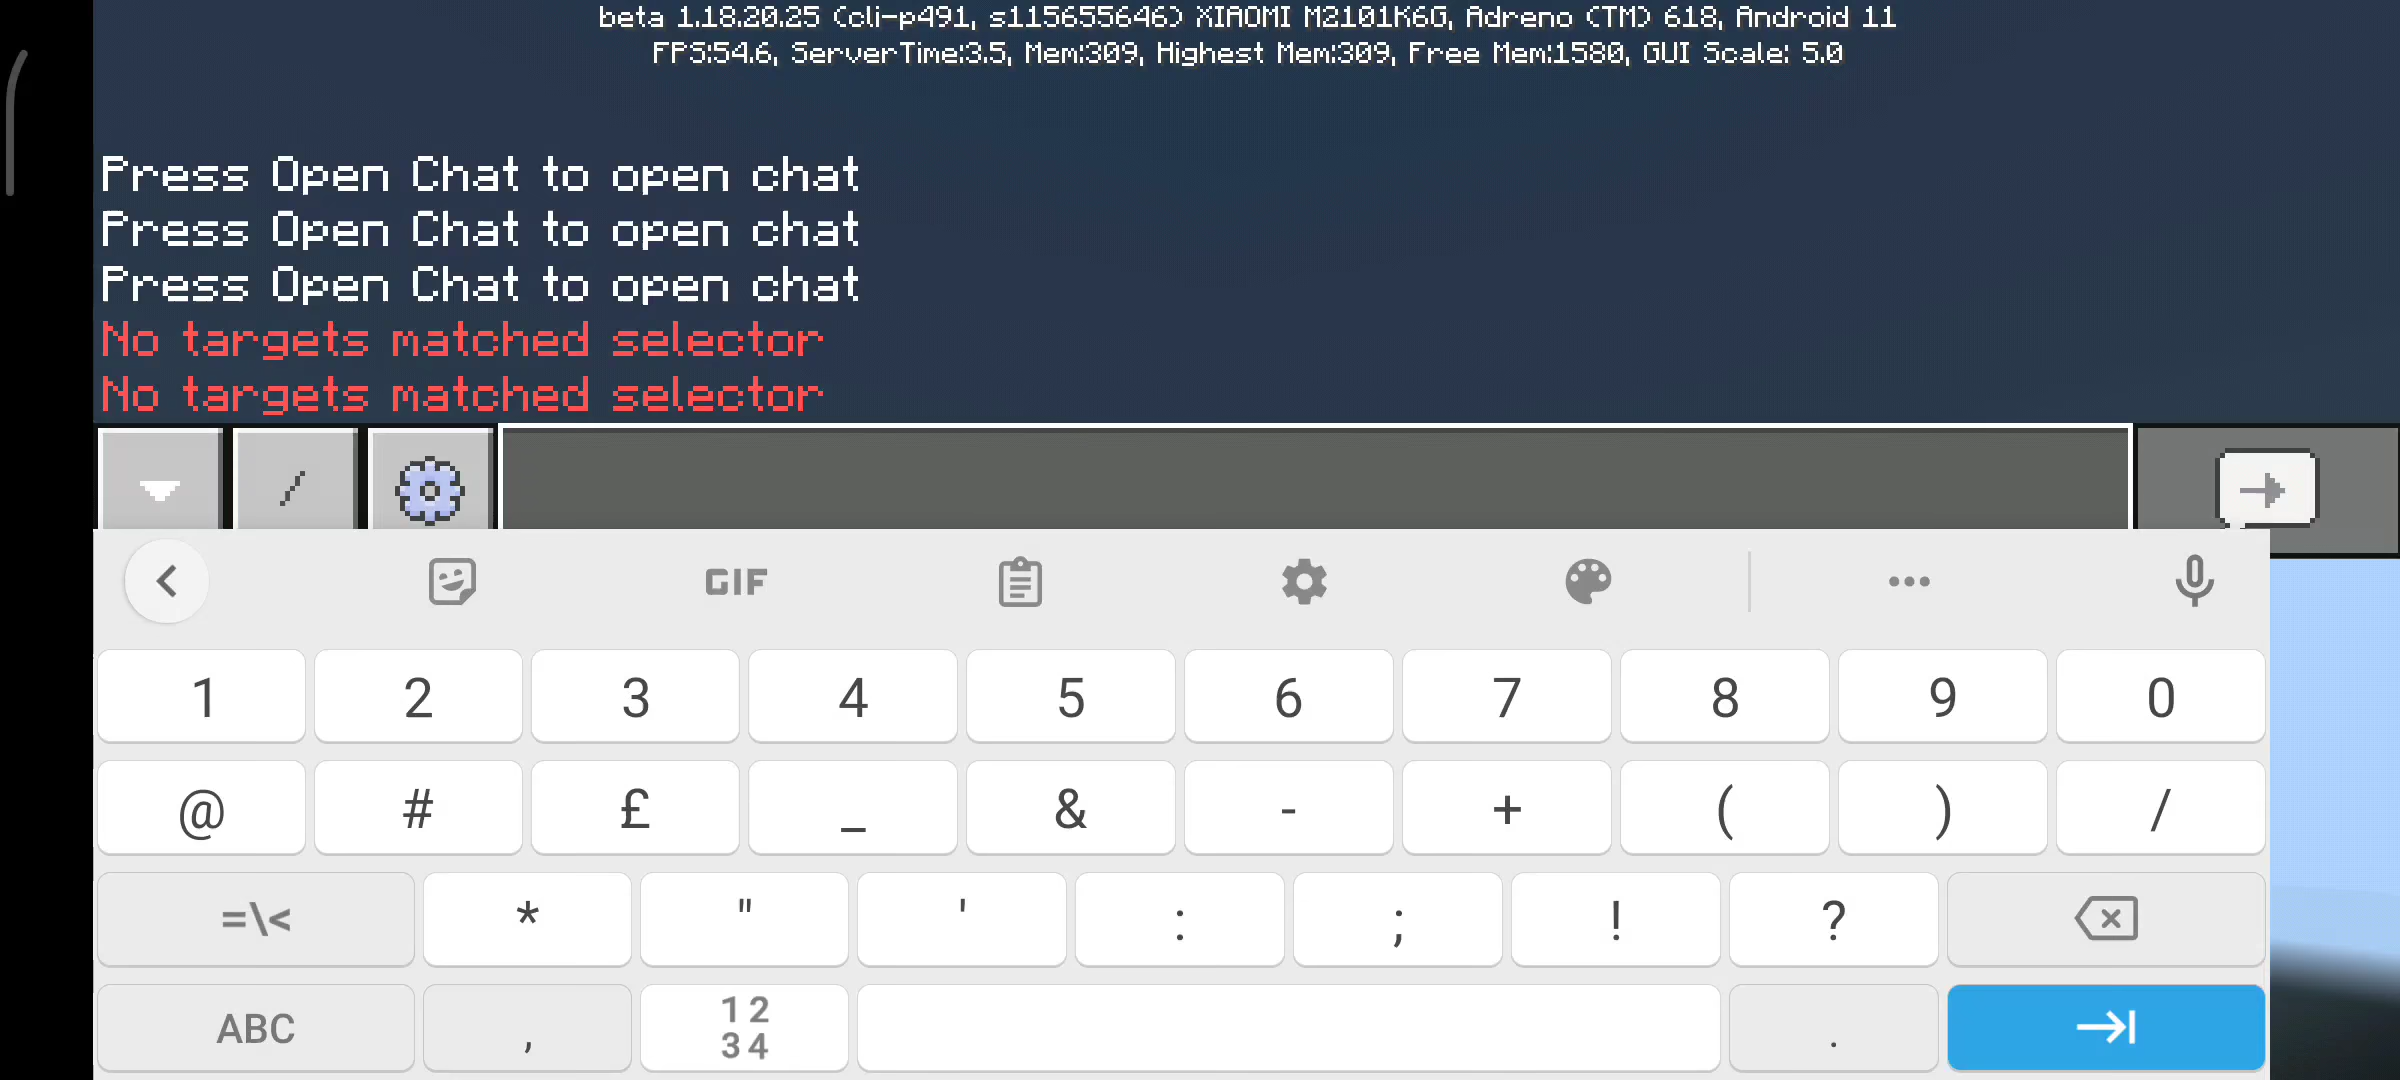 beta 1.18.20.25 (cli-p491, s115655646) XIAOMI M2101K6G, Adreno (TM) 618, Android 11
FPS:54.6, ServerTime:3.5, Mem:309, Highest Mem:309, Free Mem:1580, GUI Scale: 5.0
Press Open Chat to open chat
Press Open Chat to open chat
Press Open Chat to open chat
No targets matched selector
No targets matched selector
/
GIF
1 2 3 4 5 6 7 8 9 0
@ # £ _ & - + ( ) /
=\< * " ' : ; ! ?
ABC , 12 34 .